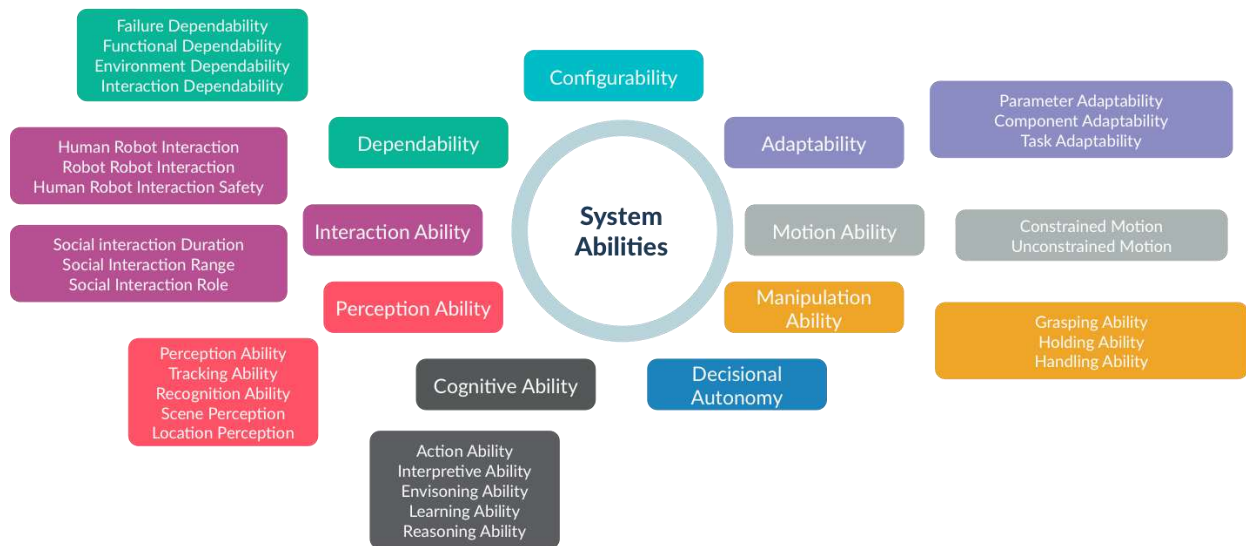 Failure Dependability
Functional Dependability
Environment Dependability
Interaction Dependability
Configurability
Parameter Adaptability
Component Adaptability
Task Adaptability
Dependability
Adaptability
Human Robot Interaction
Robot Robot Interaction
Human Robot Interaction Safety
Interaction Ability
System
Abilities
Motion Ability
Constrained Motion
Unconstrained Motion
Social interaction Duration
Social Interaction Range
Social Interaction Role
Perception Ability
Manipulation
Ability
Grasping Ability
Holding Ability
Handling Ability
Perception Ability
Tracking Ability
Recognition Ability
Scene Perception
Location Perception
Cognitive Ability
Decisional
Autonomy
Action Ability
Interpretive Ability
Envisoning Ability
Learning Ability
Reasoning Ability